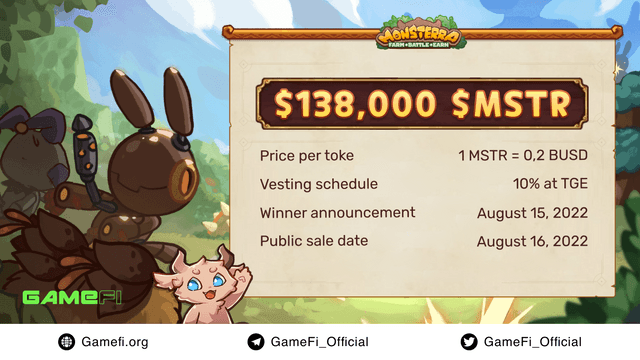 MONSTERRA
FARM•BATTLE•EARN
$138,000 $MSTR
Price per toke 1 MSTR = 0,2 BUSD
Vesting schedule 10% at TGE
Winner announcement August 15, 2022
Public sale date August 16, 2022
GAMEFI
Gamefi.org GameFi_Official GameFi_Official